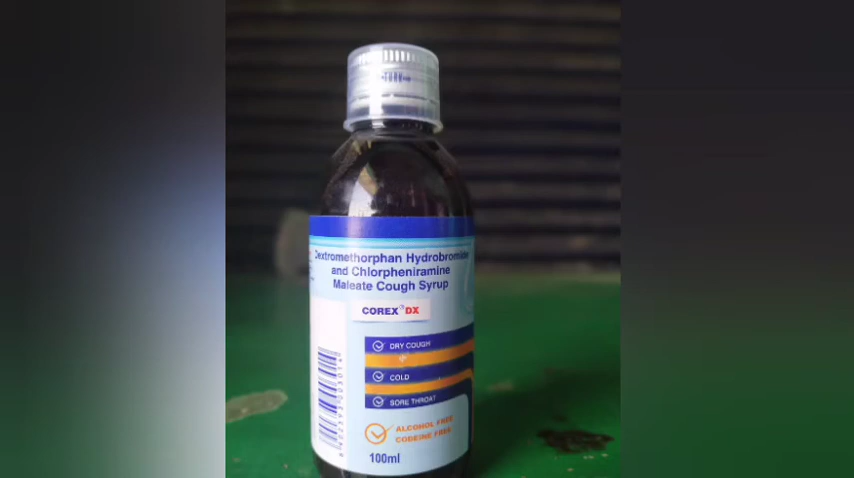 Dextromethorphan Hydrobromide
and Chlorpheniramine
Maleate Cough Syrup
COREX DX
DRY COUGH
COLD
SORE THROAT
ALCOHOL FREE
CODEINE FREE
100ml